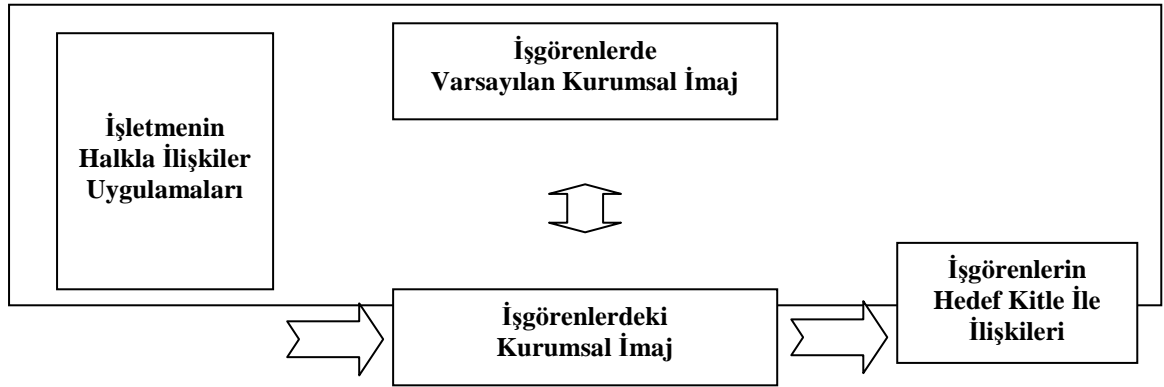 İşletmenin
Halkla İlişkiler
Uygulamaları
İşgörenlerde
Varsayılan Kurumsal İmaj
İşgörenlerdeki
Kurumsal İmaj
İşgörenlerin
Hedef Kitle İle
İlişkileri